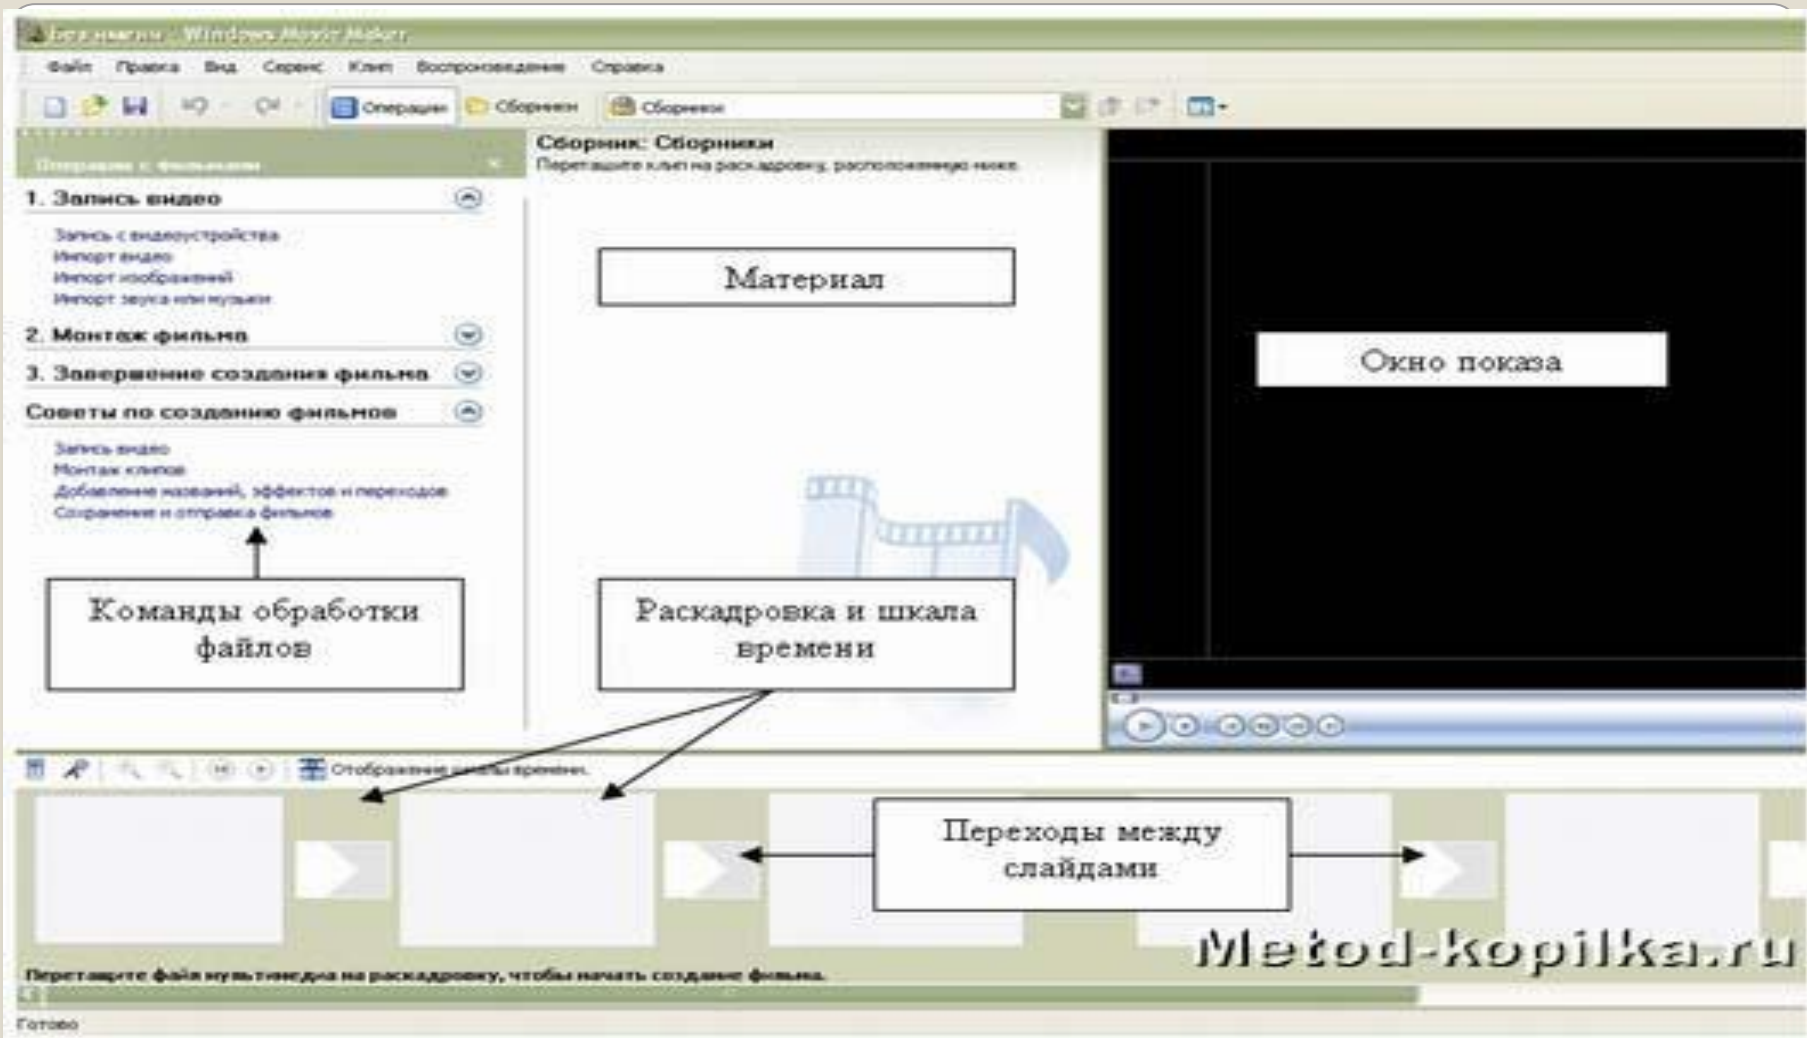 Без имени - Windows Movie Maker
Файл Правка Вид Сервис Клип Воспроизведение Справка
Операции Сборники Сборники
Операции с фильмами
Сборник: Сборники
Перетащите клип на раскадровку, расположенную ниже.
1. Запись видео
Запись с видеоустройства
Импорт видео
Импорт изображений
Импорт звука или музыки
2. Монтаж фильма
3. Завершение создания фильма
Советы по созданию фильмов
Запись видео
Монтаж клипов
Добавление названий, эффектов и переходов
Сохранение и отправка фильмов
Материал
Окно показа
Команды обработки
файлов
Раскадровка и шкала
времени
Отображение шкалы времени.
Переходы между
слайдами
Metod-kopilka.ru
Перетащите файл мультимедиа на раскадровку, чтобы начать создание фильма.
Готово